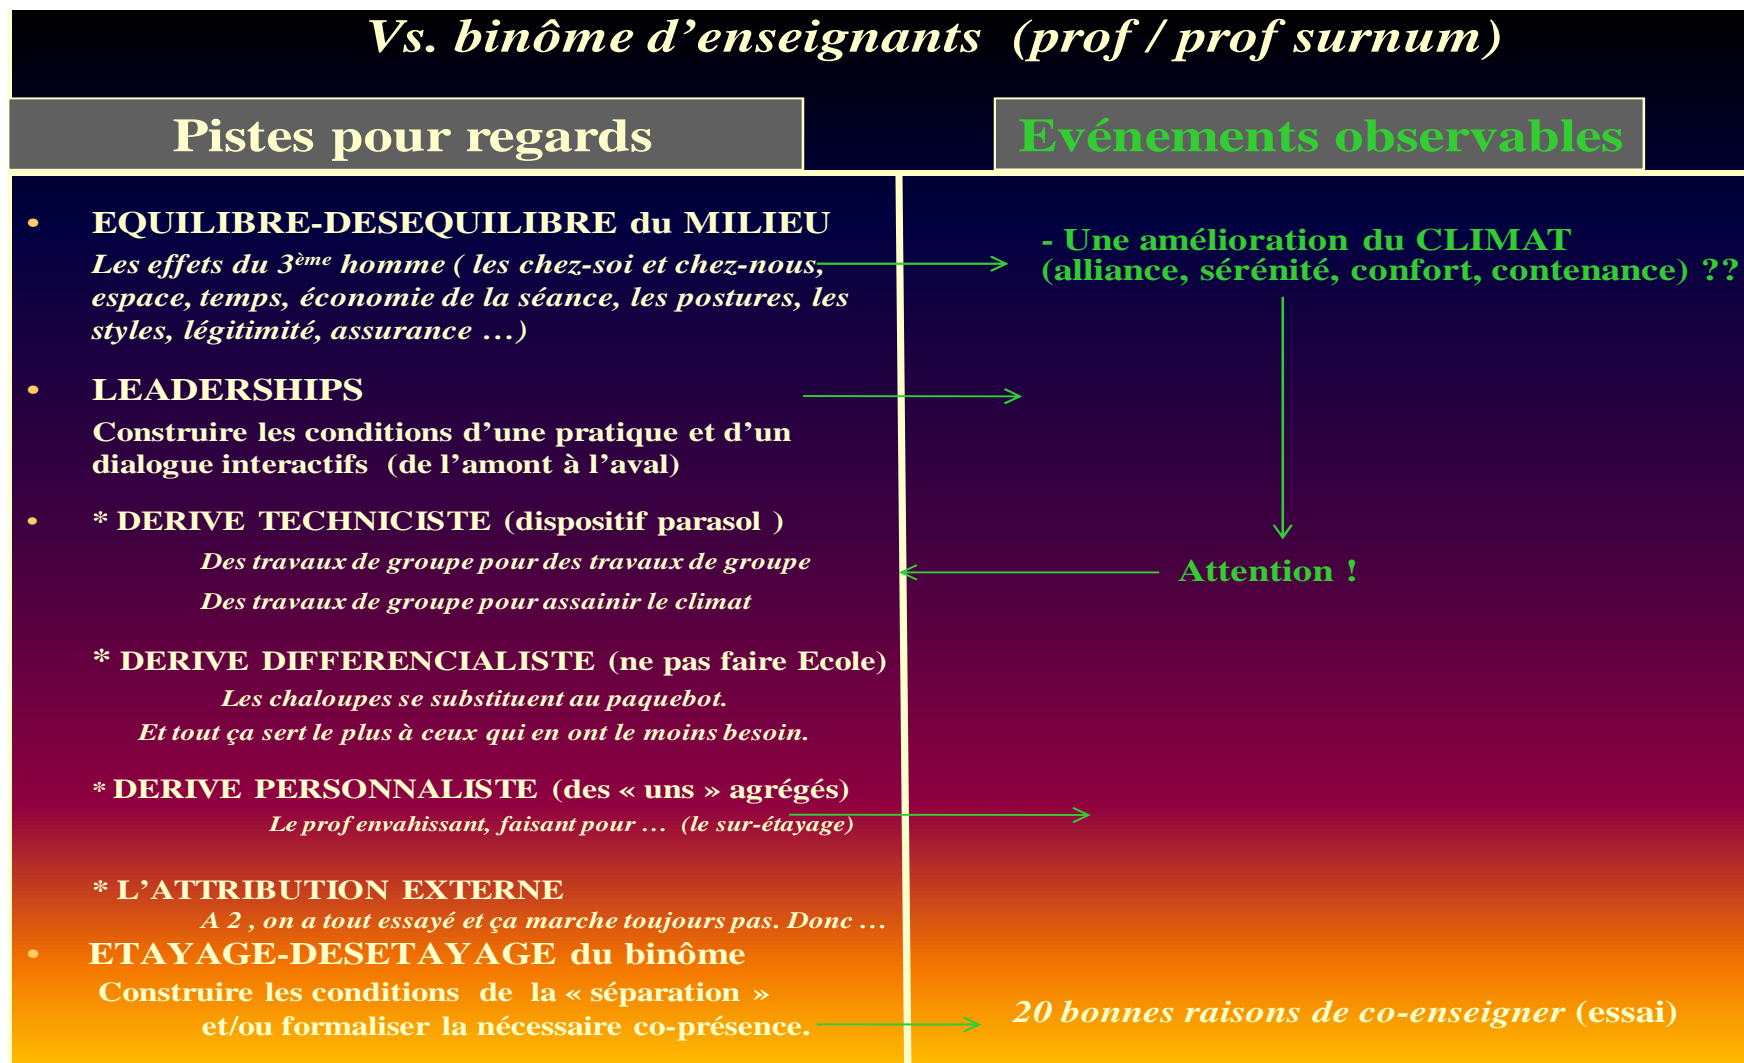 Vs. binôme d’enseignants (prof / prof surnum)
Pistes pour regards
Evénements observables
• EQUILIBRE-DESEQUILIBRE du MILIEU
Les effets du 3ème homme ( les chez-soi et chez-nous,
espace, temps, économie de la séance, les postures, les
styles, légitimité, assurance …)
• LEADERSHIPS
Construire les conditions d’une pratique et d’un
dialogue interactifs (de l’amont à l’aval)
• * DERIVE TECHNICISTE (dispositif parasol )
Des travaux de groupe pour des travaux de groupe
Des travaux de groupe pour assainir le climat
* DERIVE DIFFERENCIALISTE (ne pas faire Ecole)
Les chaloupes se substituent au paquebot.
Et tout ça sert le plus à ceux qui en ont le moins besoin.
* DERIVE PERSONNALISTE (des « uns » agrégés)
Le prof envahissant, faisant pour … (le sur-étayage)
* L’ATTRIBUTION EXTERNE
A 2 , on a tout essayé et ça marche toujours pas. Donc …
• ETAYAGE-DESETAYAGE du binôme
Construire les conditions de la « séparation »
et/ou formaliser la nécessaire co-présence.
- Une amélioration du CLIMAT
(alliance, sérénité, confort, contenance) ??
Attention !
20 bonnes raisons de co-enseigner (essai)